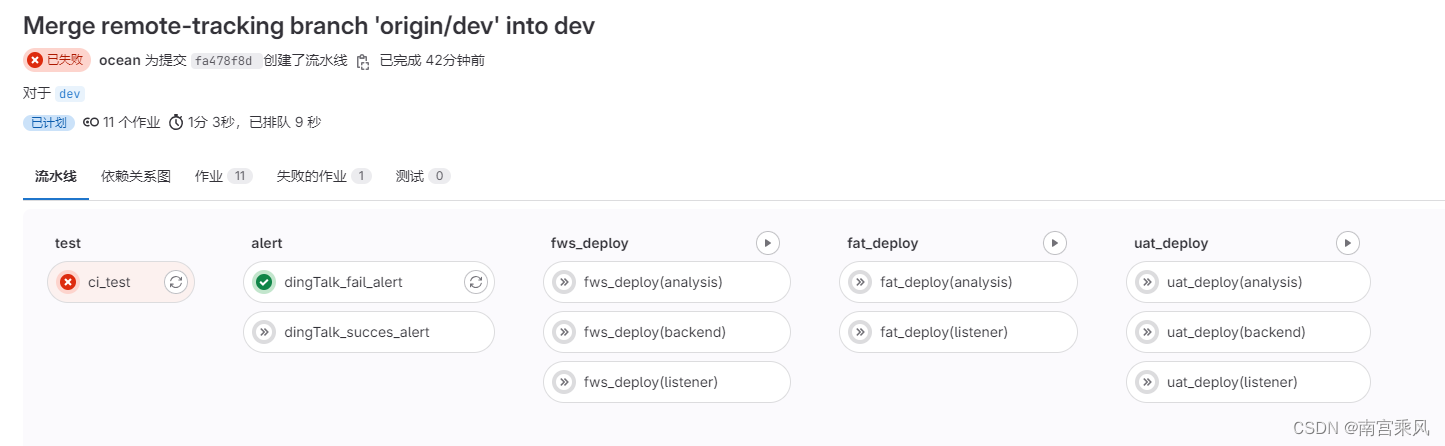 Merge remote-tracking branch 'origin/dev' into dev
已失败 ocean 为提交 fa478f8d 创建了流水线 已完成 42分钟前
对于 dev
已计划 11 个作业 1分 3秒，已排队 9 秒
流水线 依赖关系图 作业 11 失败的作业 1 测试 0
test alert fws_deploy fat_deploy uat_deploy
ci_test dingTalk_fail_alert fws_deploy(analysis) fat_deploy(analysis) uat_deploy(analysis)
dingTalk_succes_alert fws_deploy(backend) fat_deploy(listener) uat_deploy(backend)
fws_deploy(listener) uat_deploy(listener)
CSDN @南宫乘风